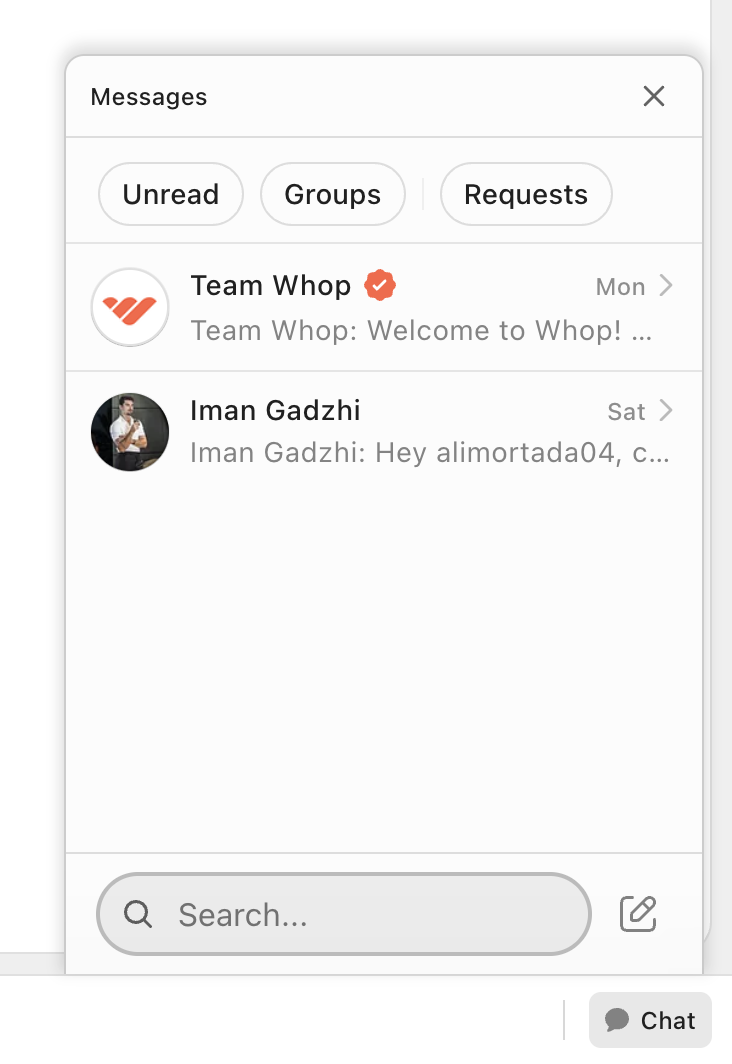 Messages
Unread Groups Requests
Team Whop Mon
Team Whop: Welcome to Whop! ...
Iman Gadzhi Sat
Iman Gadzhi: Hey alimortada04, c...
Search...
Chat